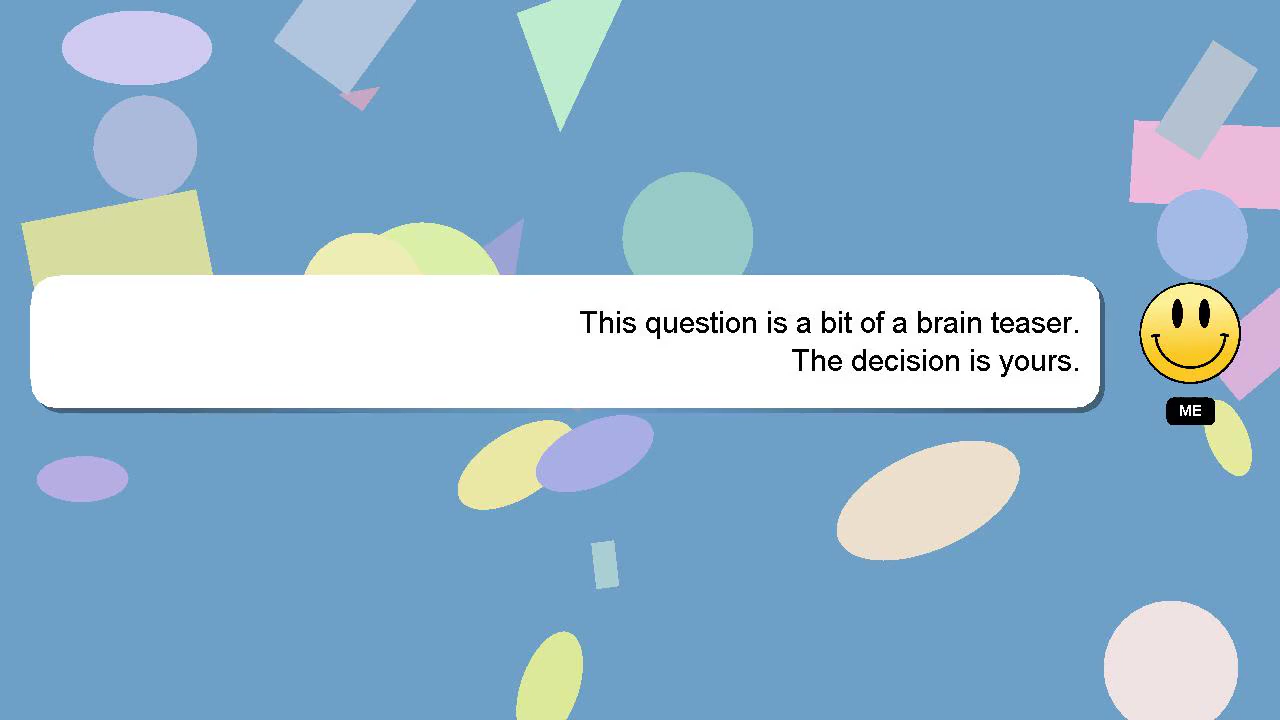 This question is a bit of a brain teaser.
The decision is yours.
ME